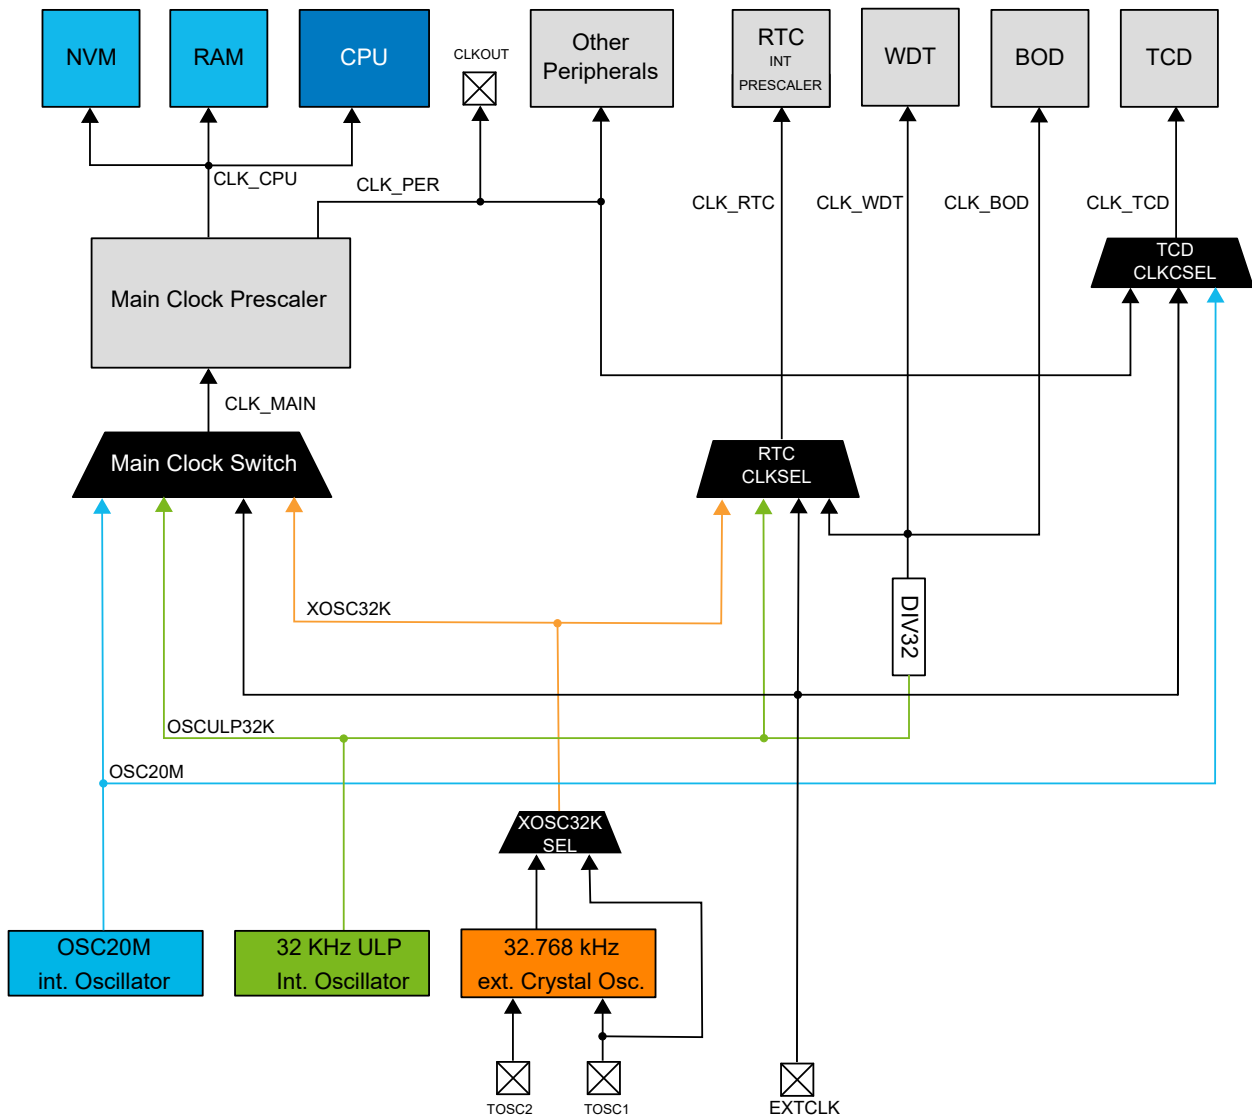 NVM
RAM
CPU
CLKOUT
Other
Peripherals
RTC
INT
PRESCALER
WDT
BOD
TCD
CLK_CPU
CLK_PER
CLK_RTC
CLK_WDT
CLK_BOD
CLK_TCD
TCD
CLKCSEL
Main Clock Prescaler
CLK_MAIN
Main Clock Switch
RTC
CLKSEL
XOSC32K
DIV32
OSCULP32K
OSC20M
XOSC32K
SEL
OSC20M
int. Oscillator
32 KHz ULP
Int. Oscillator
32.768 kHz
ext. Crystal Osc.
TOSC2
TOSC1
EXTCLK